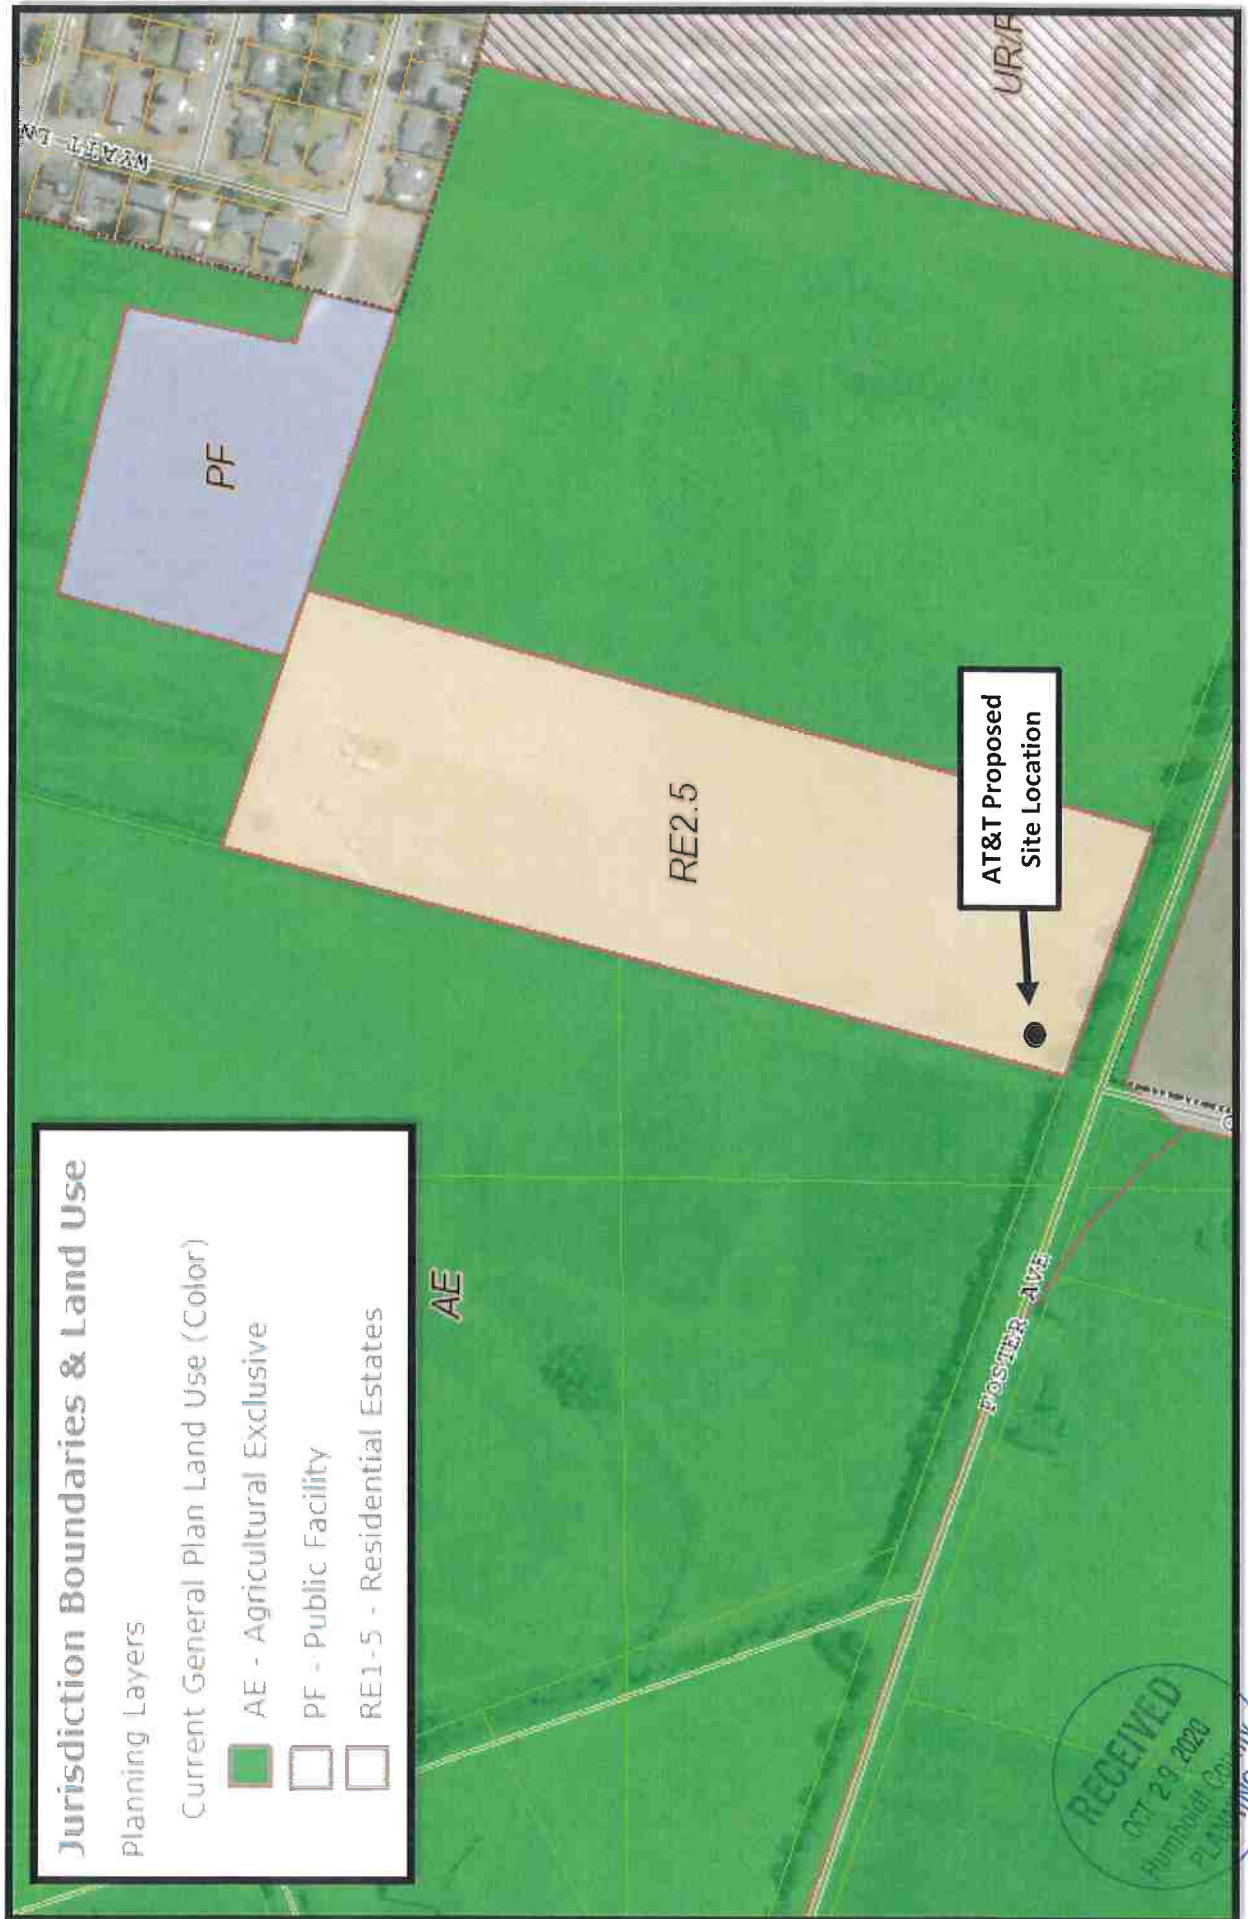 Jurisdiction Boundaries & Land Use
Planning Layers
Current General Plan Land Use (Color)
AE - Agricultural Exclusive
PF - Public Facility
RE1-5 - Residential Estates
WYATT LN
PF
UR/R
RE2.5
AE
AT&T Proposed
Site Location
FOSTER AVE
RECEIVED
OCT 29 2020
Humboldt County